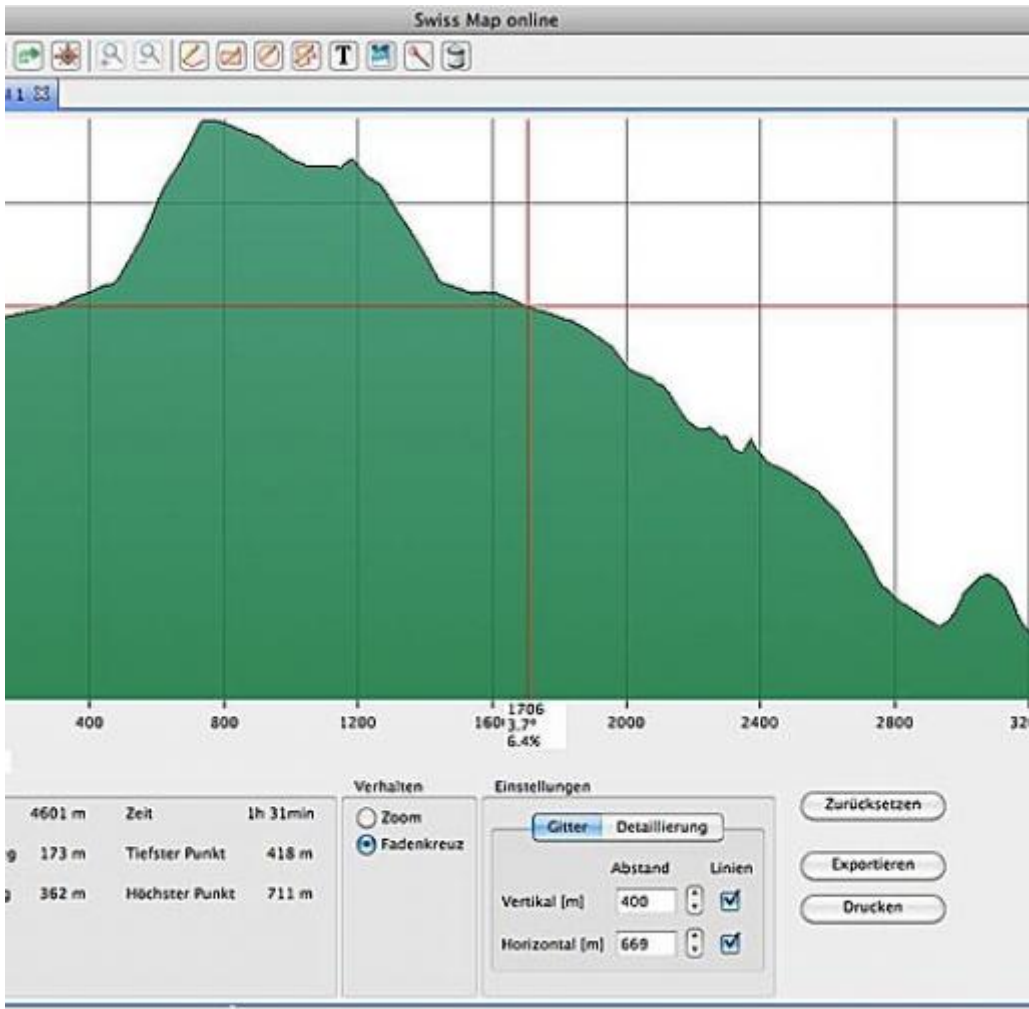 Swiss Map online
T
1
400 800 1200 1706 2000 2400 2800
3.7°
6.4%
Verhalten Einstellungen
4601 m Zeit 1h 31min Zoom Gitter Detaillierung Zurücksetzen
173 m Tiefster Punkt 418 m Fadenkreuz Abstand Linien Exportieren
362 m Höchster Punkt 711 m Vertikal [m] 400 Drucken
Horizontal [m] 669